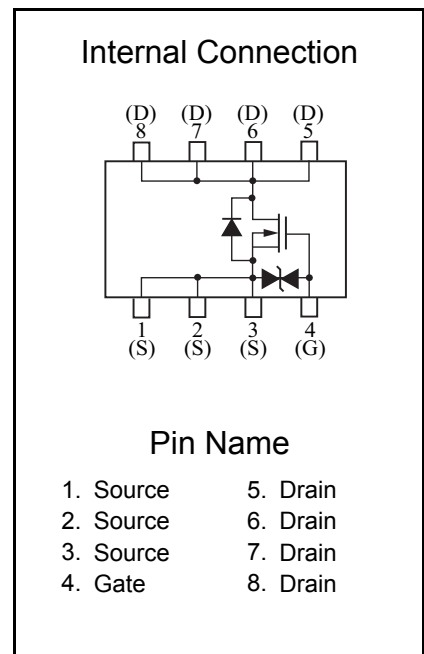 Internal Connection
(D) (D) (D) (D)
8 7 6 5
1 2 3 4
(S) (S) (S) (G)
Pin Name
1. Source 5. Drain
2. Source 6. Drain
3. Source 7. Drain
4. Gate 8. Drain